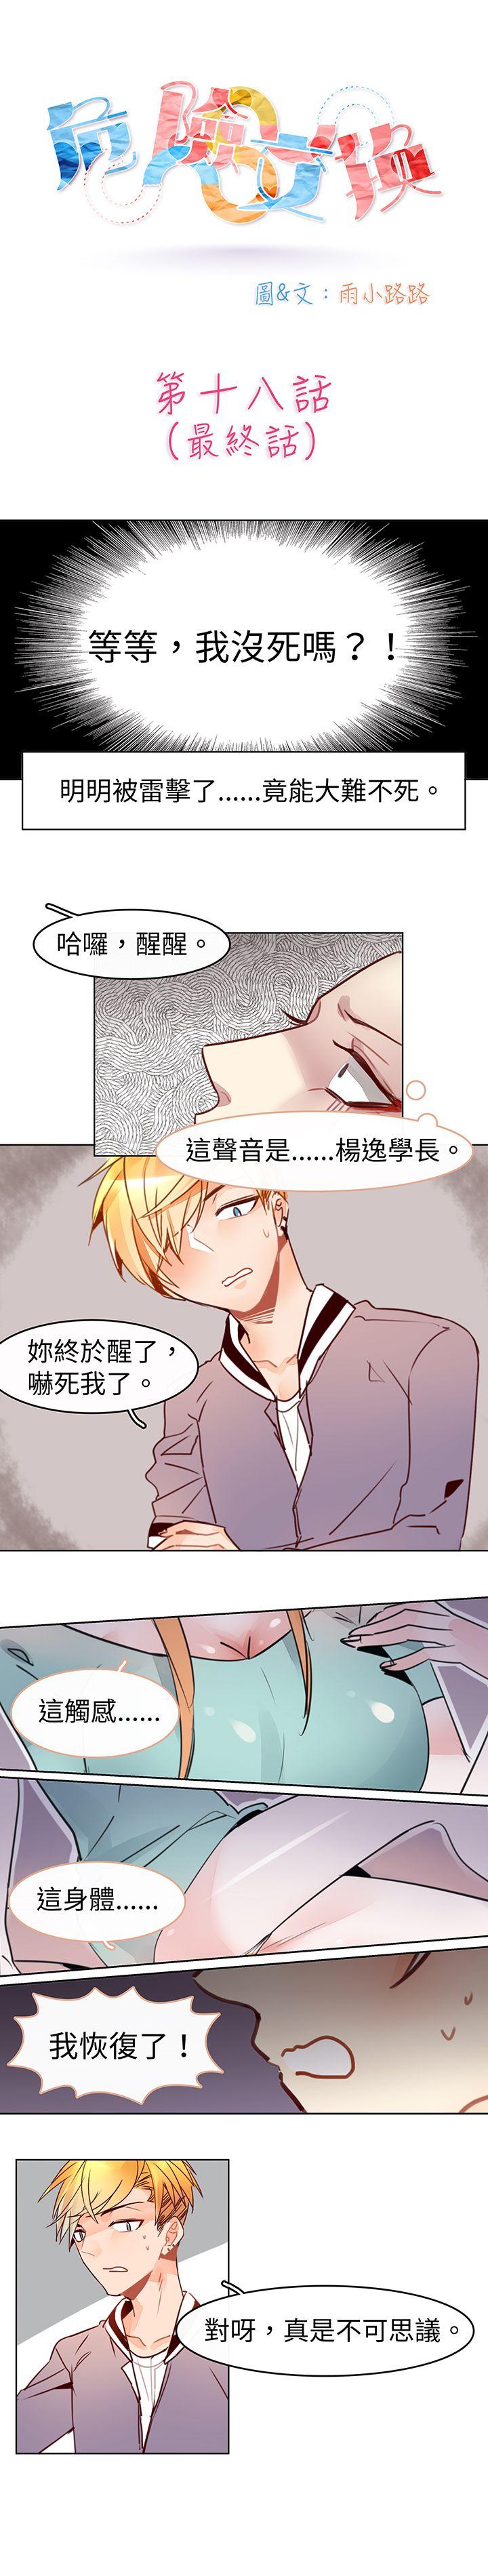 危險交換
圖&文：雨小路路
第十八話
(最終話)
等等，我沒死嗎？！
明明被雷擊了……竟能大難不死。
哈囉，醒醒。
這聲音是……楊逸學長。
妳終於醒了，
嚇死我了。
這觸感……
這身體……
我恢復了！
對呀，真是不可思議。